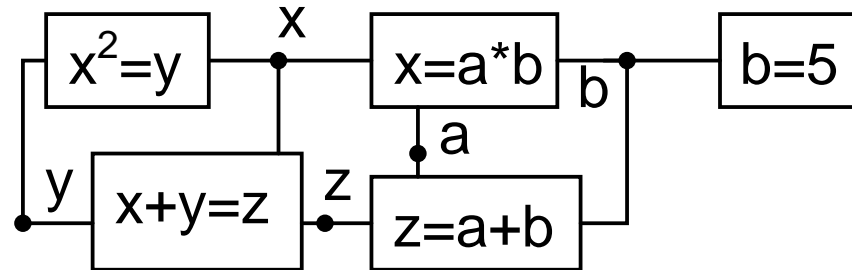 x
x²=y
x=a*b
b
b=5
a
y
x+y=z
z
z=a+b